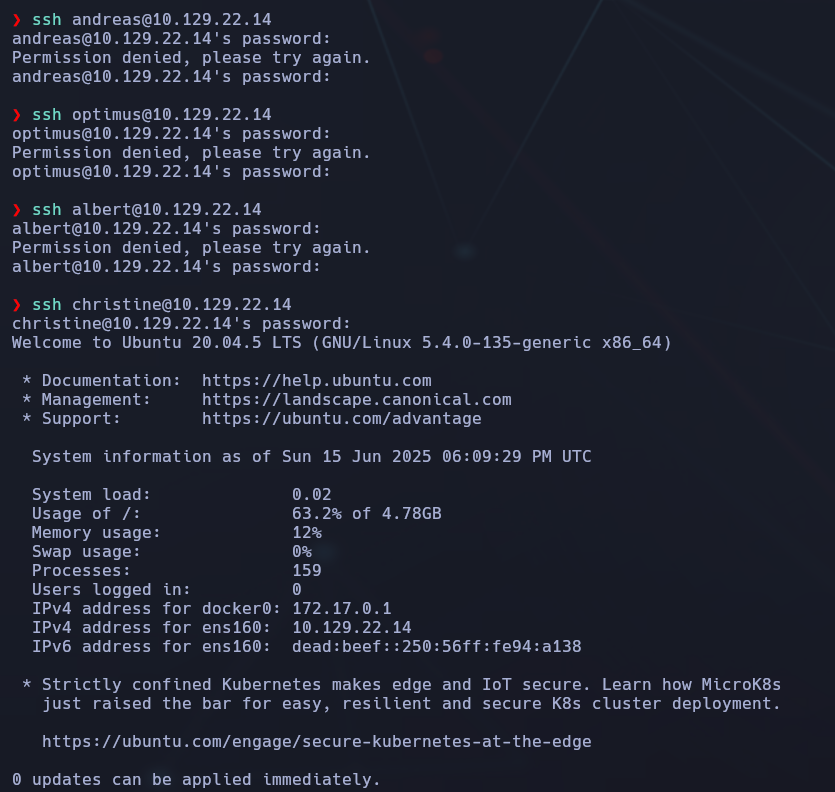 ❯ ssh andreas@10.129.22.14
andreas@10.129.22.14's password:
Permission denied, please try again.
andreas@10.129.22.14's password:
❯ ssh optimus@10.129.22.14
optimus@10.129.22.14's password:
Permission denied, please try again.
optimus@10.129.22.14's password:
❯ ssh albert@10.129.22.14
albert@10.129.22.14's password:
Permission denied, please try again.
albert@10.129.22.14's password:
❯ ssh christine@10.129.22.14
christine@10.129.22.14's password:
Welcome to Ubuntu 20.04.5 LTS (GNU/Linux 5.4.0-135-generic x86_64)
* Documentation:  https://help.ubuntu.com
* Management:     https://landscape.canonical.com
* Support:        https://ubuntu.com/advantage
System information as of Sun 15 Jun 2025 06:09:29 PM UTC
System load:              0.02
Usage of /:               63.2% of 4.78GB
Memory usage:             12%
Swap usage:               0%
Processes:                159
Users logged in:          0
IPv4 address for docker0: 172.17.0.1
IPv4 address for ens160:  10.129.22.14
IPv6 address for ens160:  dead:beef::250:56ff:fe94:a138
* Strictly confined Kubernetes makes edge and IoT secure. Learn how MicroK8s
just raised the bar for easy, resilient and secure K8s cluster deployment.
https://ubuntu.com/engage/secure-kubernetes-at-the-edge
0 updates can be applied immediately.